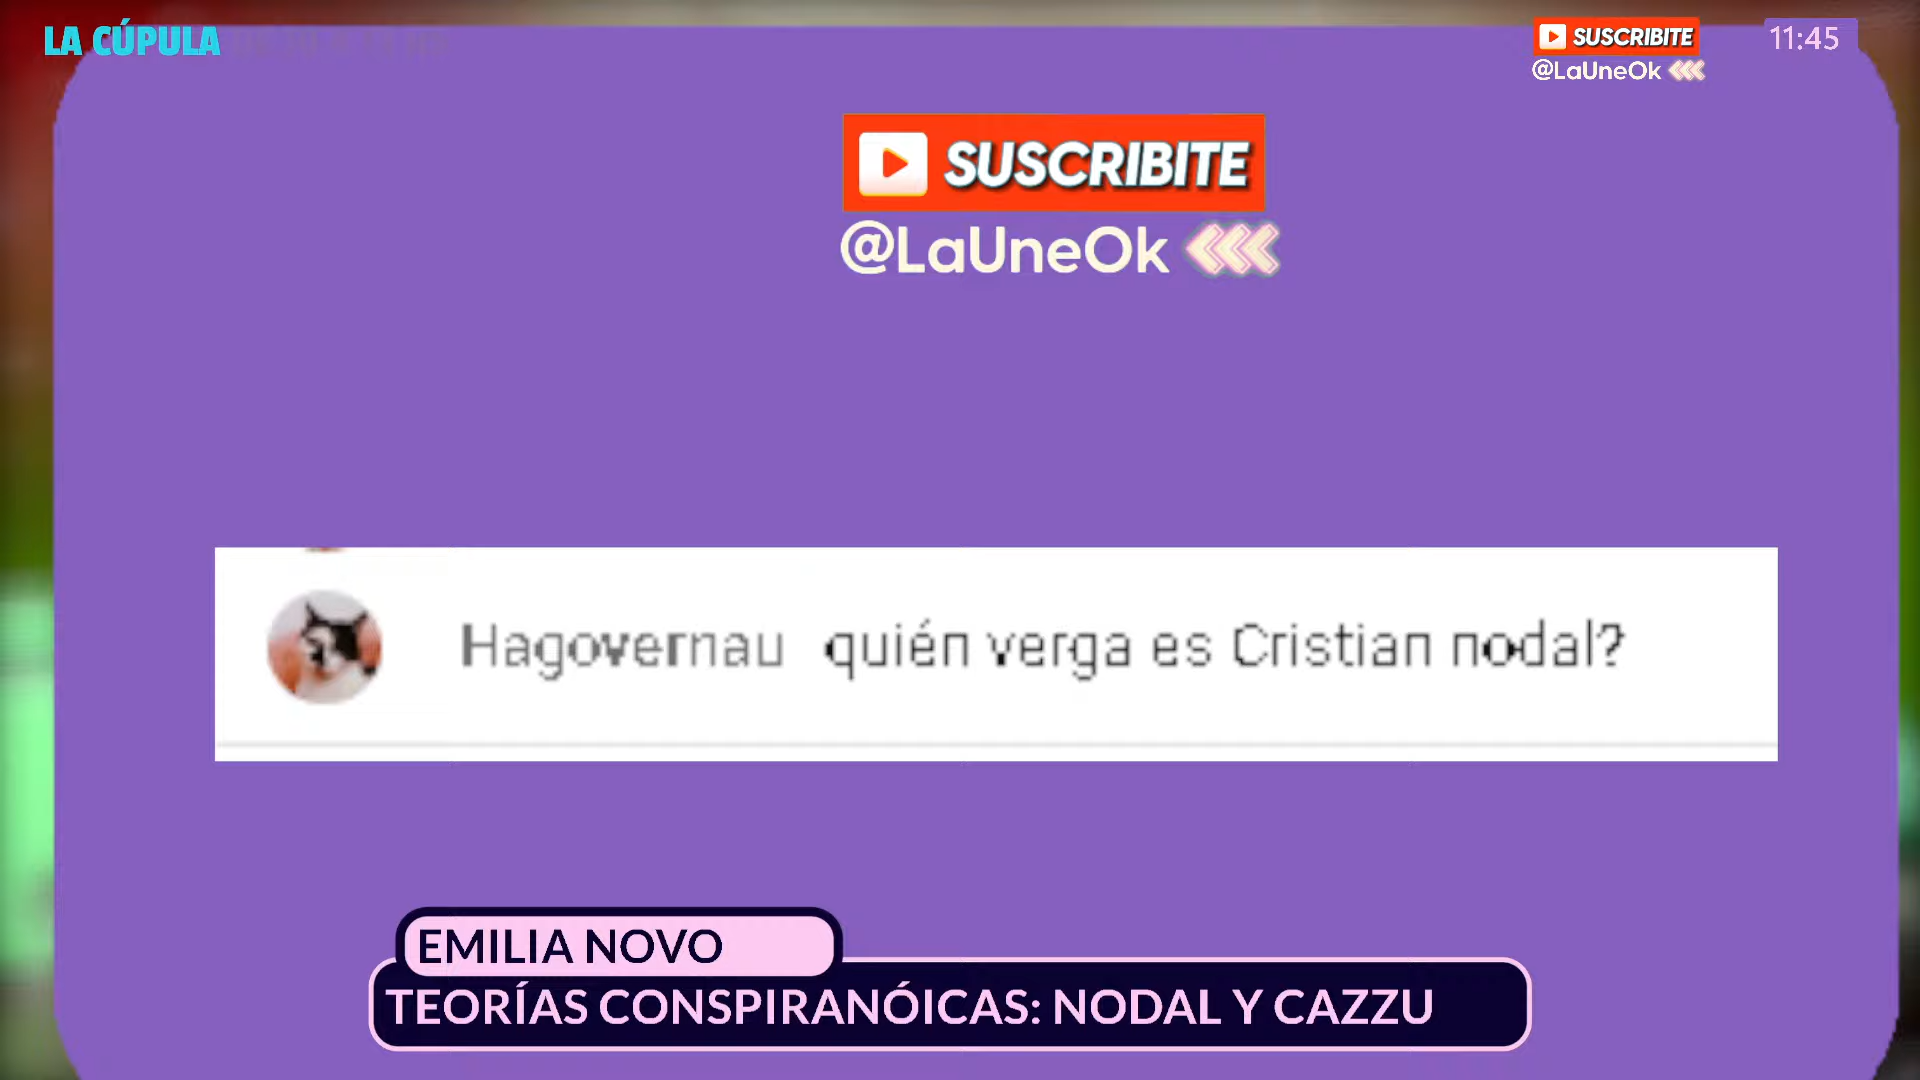 LA CÚPULA
SUSCRIBITE
@LaUneOk
11:45
SUSCRIBITE
@LaUneOk
Hagovernau quién verga es Cristian nodal?
EMILIA NOVO
TEORÍAS CONSPIRANÓICAS: NODAL Y CAZZU